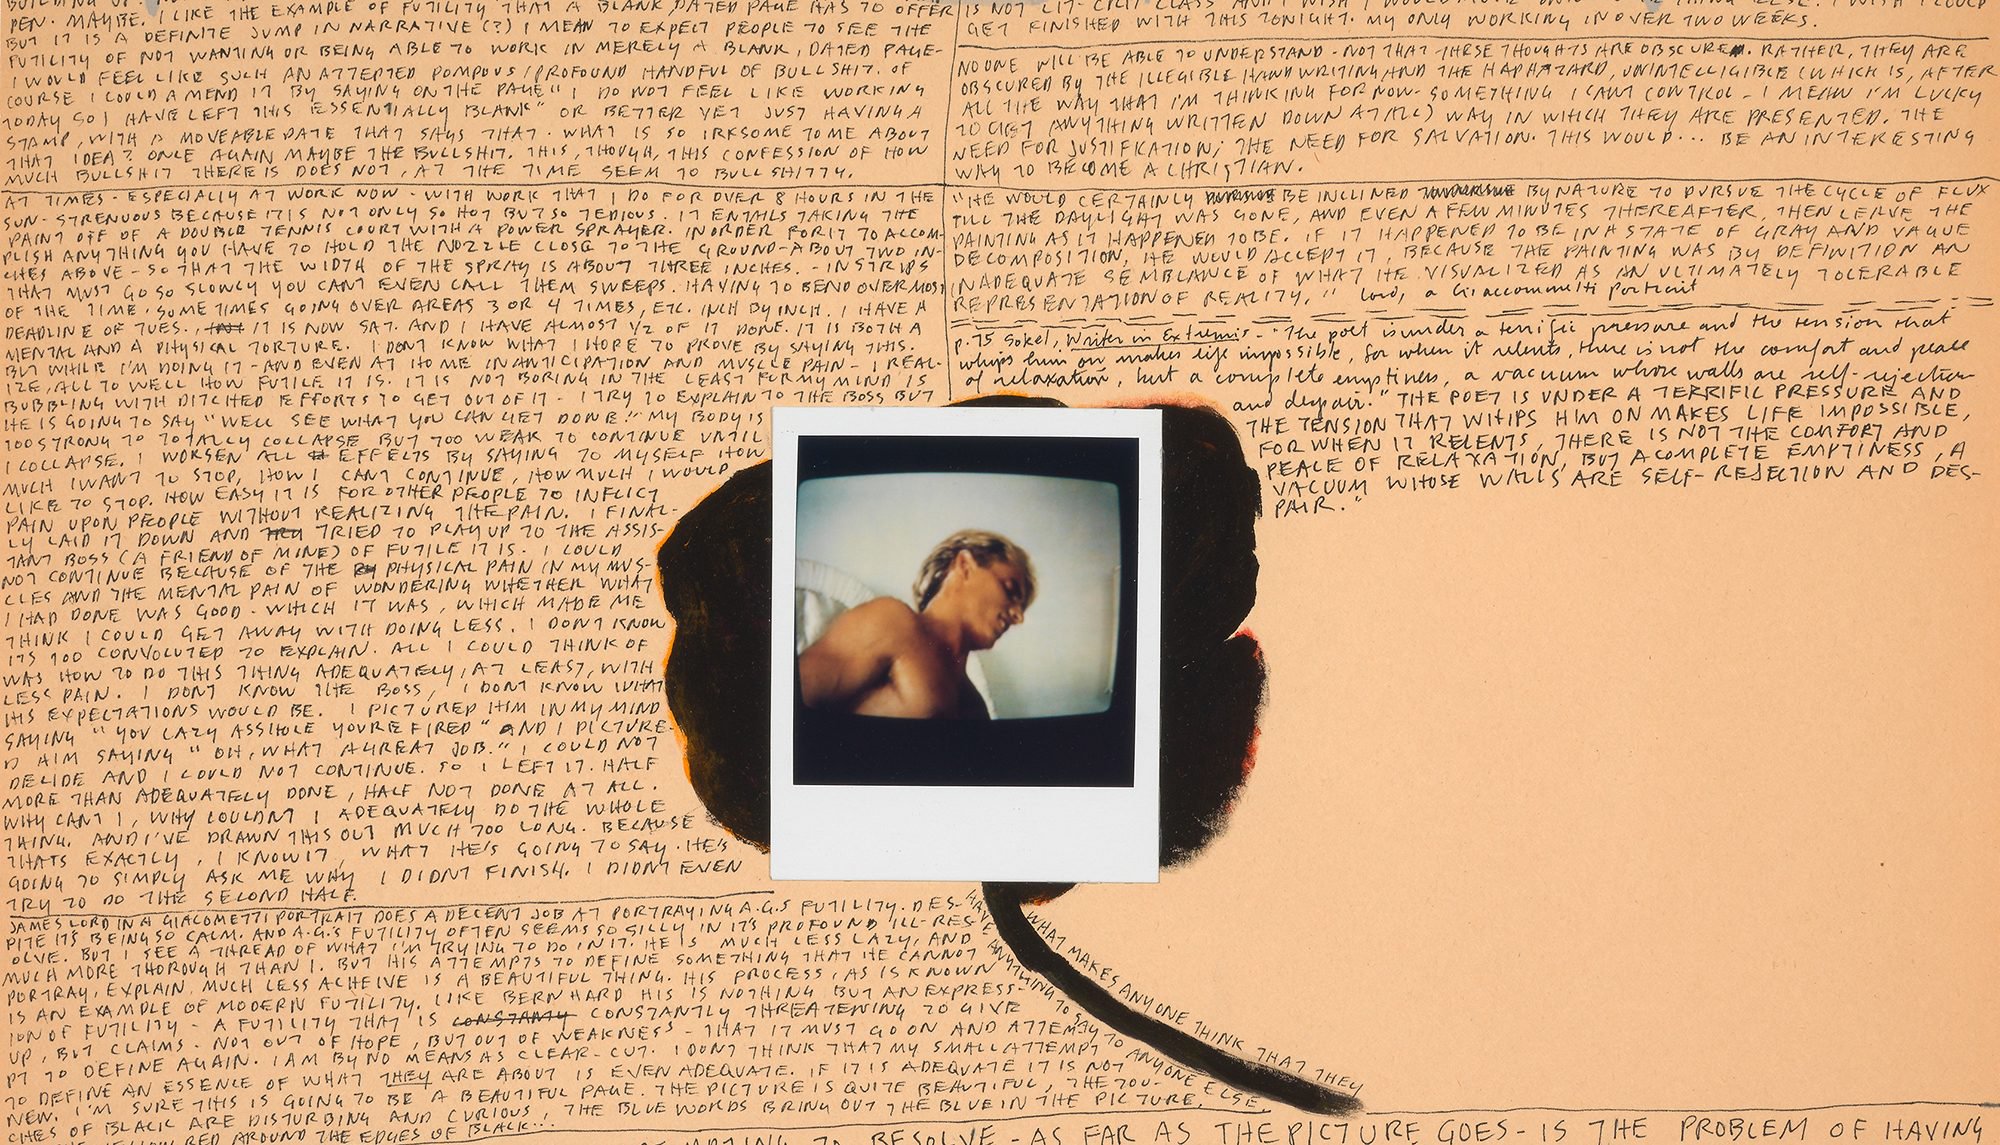 PEN. MAYBE. I LIKE THE EXAMPLE OF FUTILITY THAT A BLANK, DATED PAGE HAS TO OFFER
BUT IT IS A DEFINITE JUMP IN NARRATIVE (?) I MEAN TO EXPECT PEOPLE TO SEE THE
FUTILITY OF NOT WANTING OR BEING ABLE TO WORK IN MERELY A BLANK, DATED PAGE-
I WOULD FEEL LIKE SUCH AN ATTEPTED POMPOUS/PROFOUND HANDFUL OF BULLSHIT. OF
COURSE I COULD AMEND IT BY SAYING ON THE PAGE "I DO NOT FEEL LIKE WORKING
TODAY SO I HAVE LEFT THIS ESSENTIALLY BLANK" OR BETTER YET JUST HAVING A
STAMP, WITH A MOVEABLE DATE THAT SAYS THAT. WHAT IS SO IRKSOME TO ME ABOUT
THAT IDEA? ONCE AGAIN MAYBE THE BULLSHIT. THIS, THOUGH, THIS CONFESSION OF HOW
MUCH BULLSHIT THERE IS DOES NOT, AT THE TIME SEEM TO BULLSHITTY.
AT TIMES - ESPECIALLY AT WORK NOW - WITH WORK THAT I DO FOR OVER 8 HOURS IN THE
SUN - STRENUOUS BECAUSE IT IS NOT ONLY SO HOT BUT SO TEDIOUS. IT ENTAILS TAKING THE
PAINT OFF OF A DOUBLE TENNIS COURT WITH A POWER SPRAYER. IN ORDER FOR IT TO ACCOM-
PLISH ANYTHING YOU HAVE TO HOLD THE NOZZLE CLOSE TO THE GROUND - ABOUT TWO IN-
CHES ABOVE - SO THAT THE WIDTH OF THE SPRAY IS ABOUT THREE INCHES. - IN STRIPS
THAT MUST GO SO SLOWLY YOU CANT EVEN CALL THEM SWEEPS. HAVING TO BEND OVER MOST
OF THE TIME. SOMETIMES GOING OVER AREAS 3 OR 4 TIMES, ETC. INCH BY INCH. I HAVE A
DEADLINE OF TUES., IT IS NOW SAT. AND I HAVE ALMOST 1/2 OF IT DONE. IT IS BOTH A
MENTAL AND A PHYSICAL TORTURE. I DONT KNOW WHAT I HOPE TO PROVE BY SAYING THIS.
BUT WHILE I'M DOING IT - AND EVEN AT HOME IN ANTICIPATION AND MUSCLE PAIN - I REAL-
IZE, ALL TO WELL HOW FUTILE IT IS. IT IS NOT BORING IN THE LEAST FOR MY MIND IS
BUBBLING WITH DITCHED EFFORTS TO GET OUT OF IT - I TRY TO EXPLAIN TO THE BOSS BUT
HE IS GOING TO SAY "WELL SEE WHAT YOU CAN GET DONE!" MY BODY IS
TOO STRONG TO TOTALLY COLLAPSE BUT TOO WEAK TO CONTINUE UNTIL
I COLLAPSE. I WORSEN ALL EFFECTS BY SAYING TO MYSELF HOW
MUCH I WANT TO STOP, HOW I CANT CONTINUE, HOW MUCH I WOULD
LIKE TO STOP. HOW EASY IT IS FOR OTHER PEOPLE TO INFLICT
PAIN UPON PEOPLE WITHOUT REALIZING THE PAIN. I FINAL-
LY LAID IT DOWN AND TRIED TO PLAY UP TO THE ASSIS-
TANT BOSS (A FRIEND OF MINE) OF FUTILE IT IS. I COULD
NOT CONTINUE BECAUSE OF THE PHYSICAL PAIN IN MY MUS-
CLES AND THE MENTAL PAIN OF WONDERING WHETHER WHAT
I HAD DONE WAS GOOD - WHICH IT WAS, WHICH MADE ME
THINK I COULD GET AWAY WITH DOING LESS. I DON'T KNOW
ITS TOO CONVOLUTED TO EXPLAIN. ALL I COULD THINK OF
WAS HOW TO DO THIS THING ADEQUATELY, AT LEAST, WITH
LESS PAIN. I DONT KNOW THE BOSS, I DONT KNOW WHAT
HIS EXPECTATIONS WOULD BE. I PICTURED HIM IN MY MIND
SAYING "YOU LAZY ASSHOLE YOURE FIRED" AND I PICTURE-
D HIM SAYING "OH, WHAT A GREAT JOB." I COULD NOT
DECIDE AND I COULD NOT CONTINUE. SO I LEFT IT. HALF
MORE THAN ADEQUATELY DONE, HALF NOT DONE AT ALL.
WHY CAN'T I, WHY COULDN'T I ADEQUATELY DO THE WHOLE
THING. AND I'VE DRAWN THIS OUT MUCH TOO LONG. BECAUSE
THATS EXACTLY, I KNOW IT, WHAT HE'S GOING TO SAY. HE'S
GOING TO SIMPLY ASK ME WHY I DIDN'T FINISH. I DIDN'T EVEN
TRY TO DO THE SECOND HALF.
JAMES LORD IN A GIACOMETTI PORTRAIT DOES A DECENT JOB AT PORTRAYING A.G.S FUTILITY. DES-
PITE IT'S BEING SO CALM. AND A.G.'S FUTILITY OFTEN SEEMS SO SILLY IN IT'S PROFOUND ILL-RES-
OLVE. BUT I SEE A THREAD OF WHAT I'M TRYING TO DO IN IT. HE IS MUCH LESS LAZY, AND
MUCH MORE THOROUGH THAN I. BUT HIS ATTEMPTS TO DEFINE SOMETHING THAT HE CANNOT
PORTRAY, EXPLAIN, MUCH LESS ACHEIVE IS A BEAUTIFUL THING. HIS PROCESS, AS IS KNOWN
IS AN EXAMPLE OF MODERN FUTILITY. LIKE BERNHARD HIS IS NOTHING BUT AN EXPRESS-
ION OF FUTILITY - A FUTILITY THAT IS CONSTANTLY THREATENING TO GIVE
UP, BUT CLAIMS - NOT OUT OF HOPE, BUT OUT OF WEAKNESS - THAT IT MUST GO ON AND ATTEM-
PT TO DEFINE AGAIN. I AM BY NO MEANS AS CLEAR-CUT. I DONT THINK THAT MY SMALL ATTEMPT
TO DEFINE AN ESSENCE OF WHAT THEY ARE ABOUT IS EVEN ADEQUATE. IF IT IS ADEQUATE IT IS NOT
NEW. I'M SURE THIS IS GOING TO BE A BEAUTIFUL PAGE. THE PICTURE IS QUITE BEAUTIFUL, THE TOU-
CHES OF BLACK ARE DISTURBING AND CURIOUS, THE BLUE WORDS BRING OUT THE BLUE IN THE PICTURE,
RED AROUND THE EDGES OF BLACK...
GET FINISHED WITH THIS TONIGHT. MY ONLY WORKING IN OVER TWO WEEKS.
NO ONE WILL BE ABLE TO UNDERSTAND - NOT THAT THESE THOUGHTS ARE OBSCURE. RATHER, THEY ARE
OBSCURED BY THE ILLEGIBLE HANDWRITING AND THE HAPHAZARD, UNINTELLIGIBLE (WHICH IS, AFTER
ALL THE WAY THAT I'M THINKING FOR NOW - SOMETHING I CANT CONTROL - I MEAN I'M LUCKY
TO GET ANYTHING WRITTEN DOWN AT ALL) WAY IN WHICH THEY ARE PRESENTED. THE
NEED FOR JUSTIFICATION; THE NEED FOR SALVATION. THIS WOULD... BE AN INTERESTING
WAY TO BECOME A CHRISTIAN.
"HE WOULD CERTAINLY BE INCLINED BY NATURE TO PURSUE THE CYCLE OF FLUX
TILL THE DAYLIGHT WAS GONE, AND EVEN A FEW MINUTES THEREAFTER, THEN LEAVE THE
PAINTING AS IT HAPPENED TO BE. IF IT HAPPENED TO BE IN A STATE OF GRAY AND VAGUE
DECOMPOSITION, HE WOULD ACCEPT IT, BECAUSE THE PAINTING WAS BY DEFINITION AN
INADEQUATE SEMBLANCE OF WHAT HE VISUALIZED AS AN ULTIMATELY TOLERABLE
REPRESENTATION OF REALITY." Lord, a Giaccommetti portrait
p. 75 Sokel, Writer in Extremis - "The poet is under a terrific pressure and the tension that
whips him on makes life impossible, for when it relents, there is not the comfort and peace
of relaxation, but a complete emptiness, a vacuum whose walls are self-rejection
and despair." THE POET IS UNDER A TERRIFIC PRESSURE AND
THE TENSION THAT WHIPS HIM ON MAKES LIFE IMPOSSIBLE,
FOR WHEN IT RELENTS, THERE IS NOT THE COMFORT AND
PEACE OF RELAXATION, BUT A COMPLETE EMPTINESS, A
VACUUM WHOSE WALLS ARE SELF-REJECTION AND DES-
PAIR."
WHAT MAKES ANYONE THINK THAT THEY
HAVE ANYTHING TO SAY TO ANYONE ELSE.
TO RESOLVE - AS FAR AS THE PICTURE GOES - IS THE PROBLEM OF HAVING